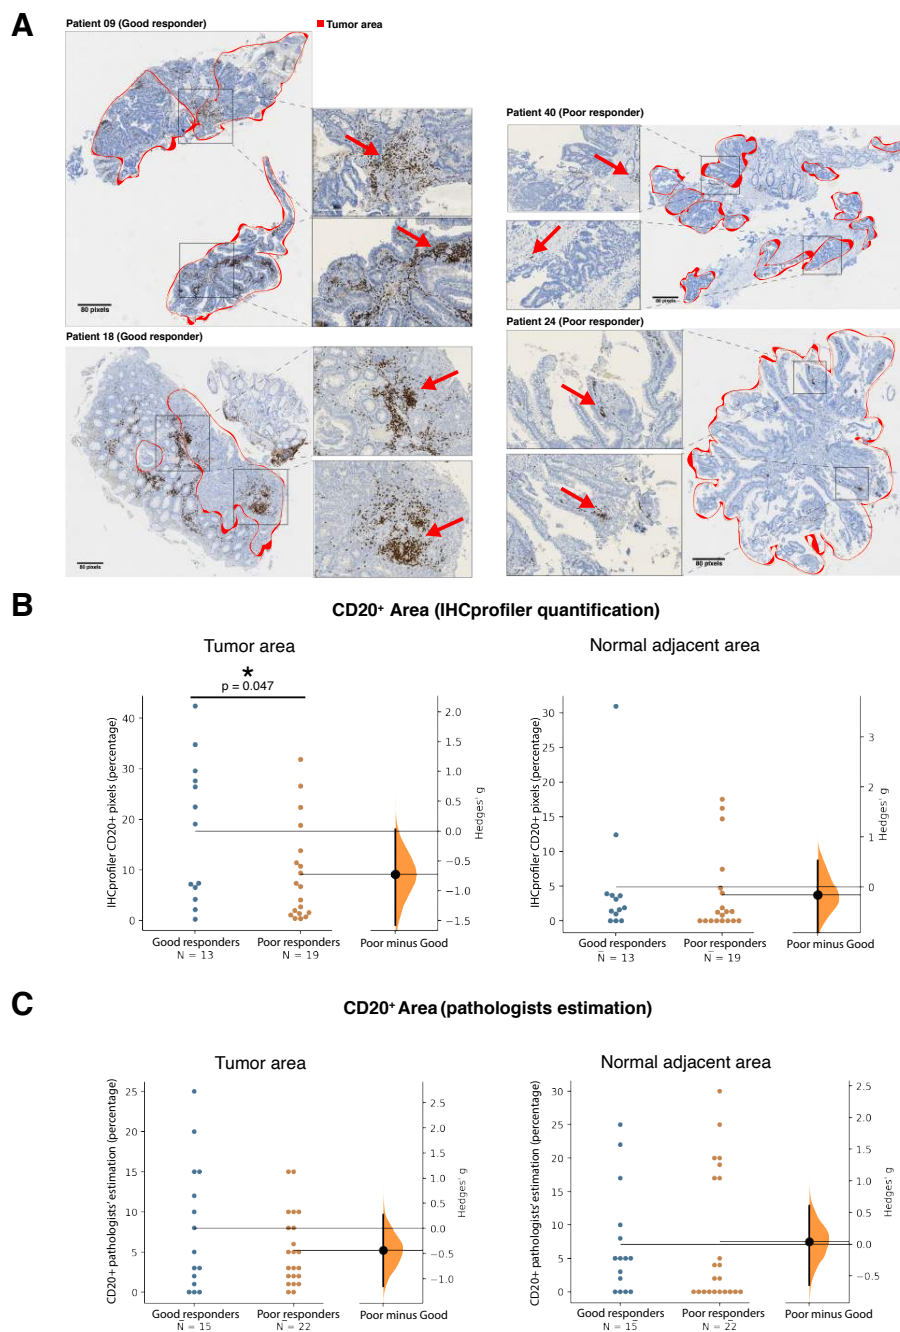 A
Patient 09 (Good responder)
Tumor area
80 pixels
Patient 40 (Poor responder)
80 pixels
Patient 18 (Good responder)
80 pixels
Patient 24 (Poor responder)
80 pixels
B
CD20+ Area (IHCprofiler quantification)
Tumor area
*
p = 0.047
IHCprofiler CD20+ pixels (percentage)
40
30
20
10
0
Good responders
N = 13
Poor responders
N = 19
Poor minus Good
2.0
1.5
1.0
0.5
0.0
−0.5
−1.0
−1.5
Hedges' g
Normal adjacent area
IHCprofiler CD20+ pixels (percentage)
30
25
20
15
10
5
0
Good responders
N = 13
Poor responders
N = 19
Poor minus Good
3
2
1
0
Hedges' g
C
CD20+ Area (pathologists estimation)
Tumor area
CD20+ pathologists' estimation (percentage)
25
20
15
10
5
0
Good responders
N = 15
Poor responders
N = 22
Poor minus Good
2.5
2.0
1.5
1.0
0.5
0.0
−0.5
−1.0
Hedges' g
Normal adjacent area
CD20+ pathologists' estimation (percentage)
30
25
20
15
10
5
0
Good responders
N = 15
Poor responders
N = 22
Poor minus Good
2.5
2.0
1.5
1.0
0.5
0.0
−0.5
Hedges' g